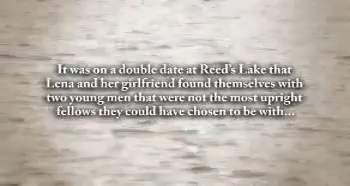 It was on a double date at Reed's Lake that
Lena and her girlfriend found themselves with
two young men that were not the most upright
fellows they could have chosen to be with...